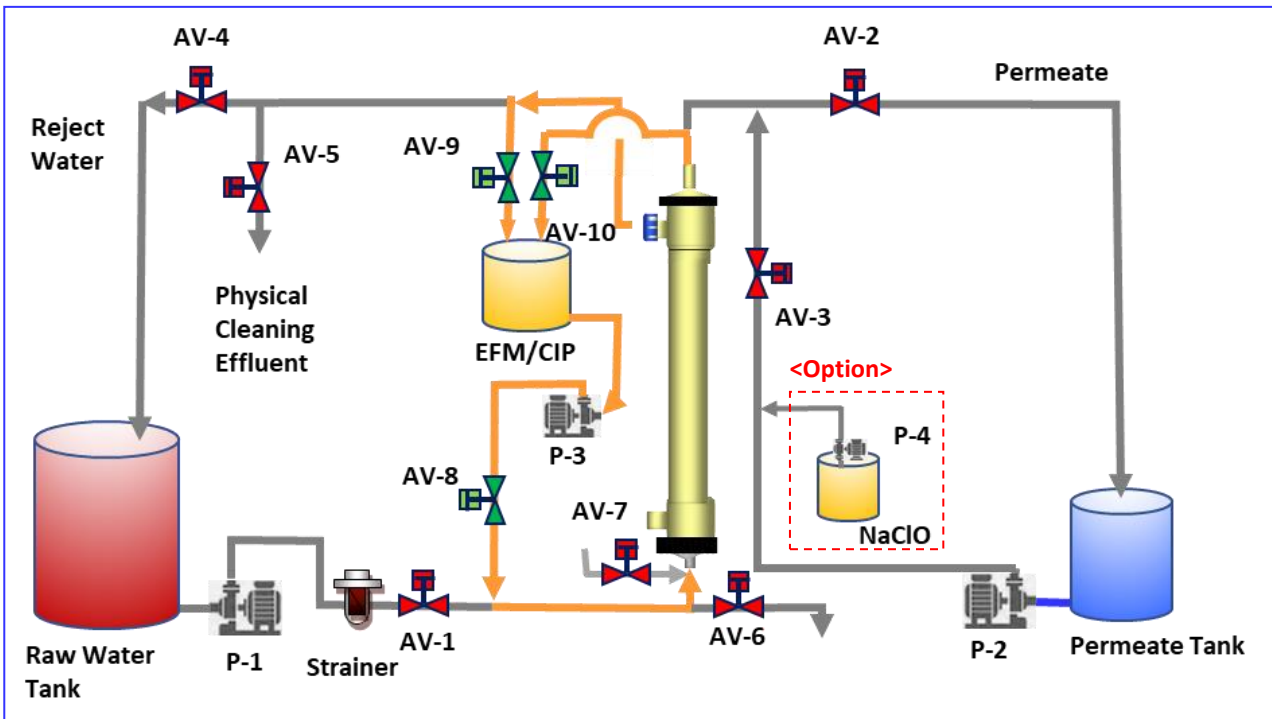 AV-4
AV-2
Permeate
Reject
Water
AV-5
AV-9
AV-10
Physical
Cleaning
Effluent
EFM/CIP
AV-3
<Option>
P-4
NaClO
P-3
AV-8
AV-7
AV-1
AV-6
P-1
Strainer
P-2
Raw Water
Tank
Permeate Tank